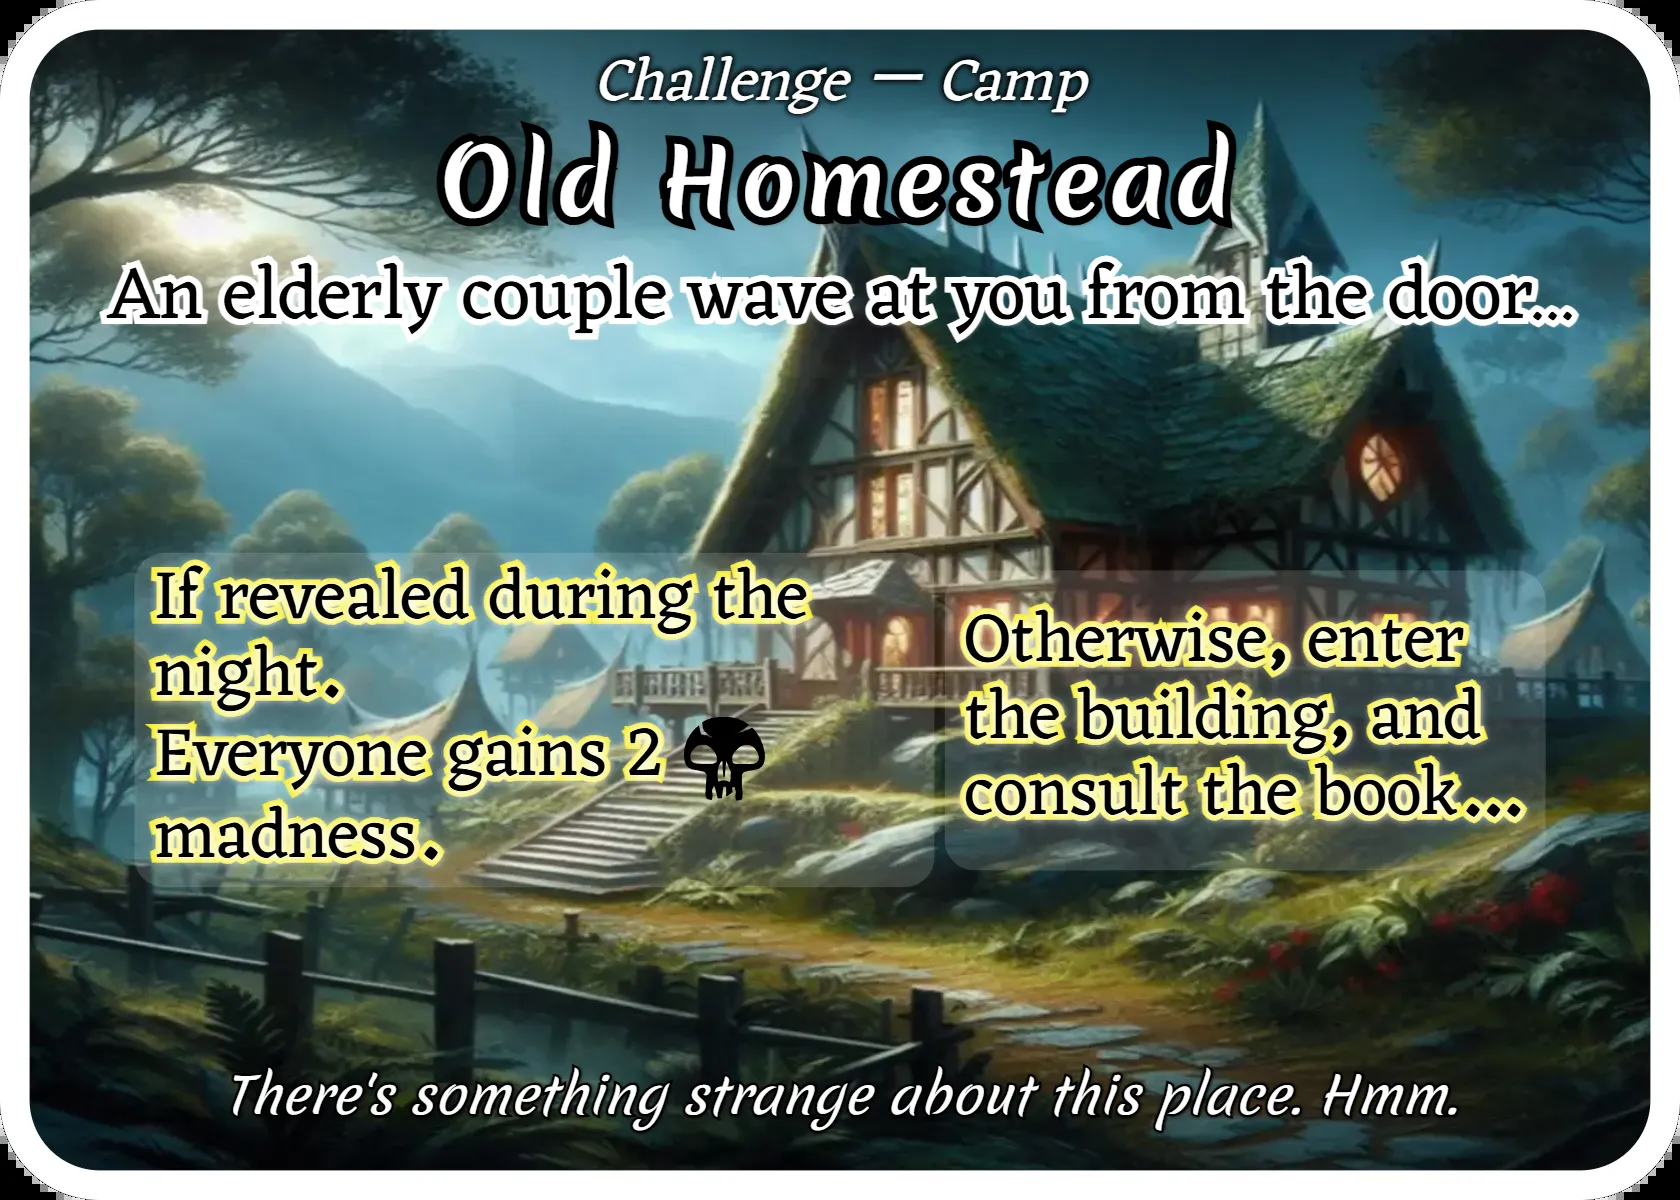 Challenge — Camp
Old Homestead
An elderly couple wave at you from the door...
If revealed during the
night.
Everyone gains 2
madness.
Otherwise, enter
the building, and
consult the book...
There's something strange about this place. Hmm.